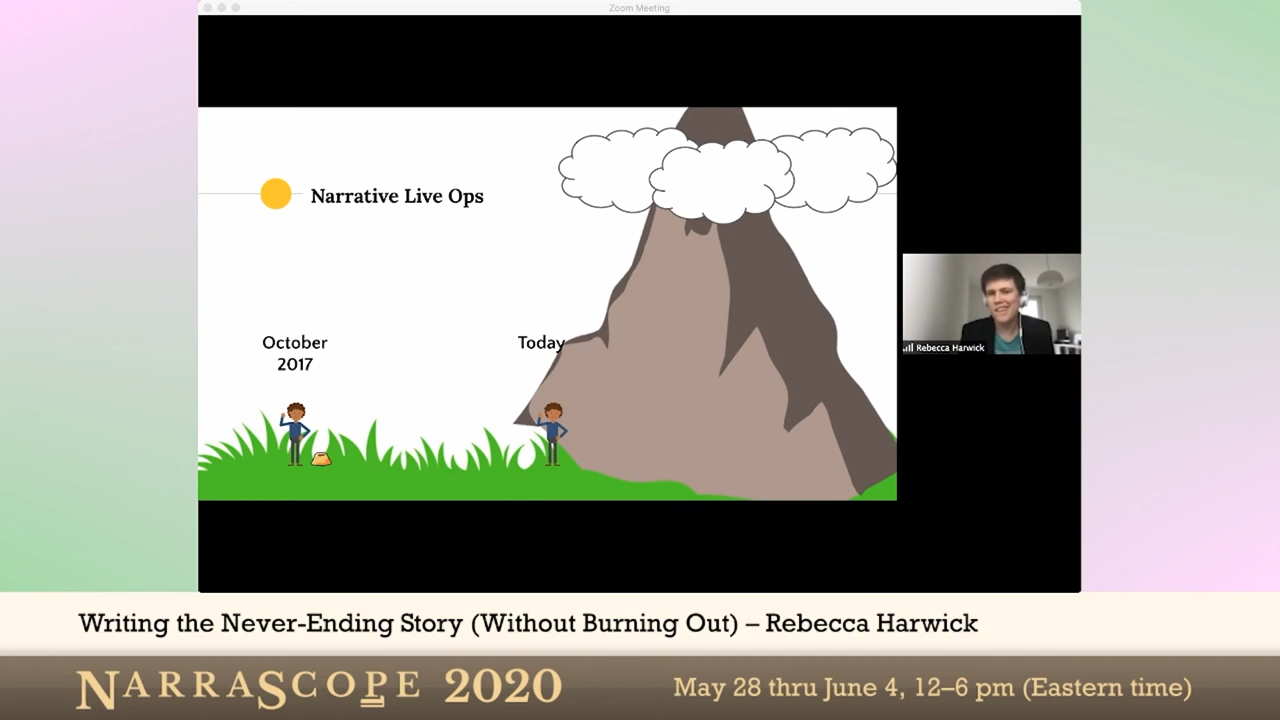 Zoom Meeting
Narrative Live Ops
October
2017
Today
Rebecca Harwick
Writing the Never-Ending Story (Without Burning Out) – Rebecca Harwick
NARRASCOPE 2020
May 28 thru June 4, 12–6 pm (Eastern time)